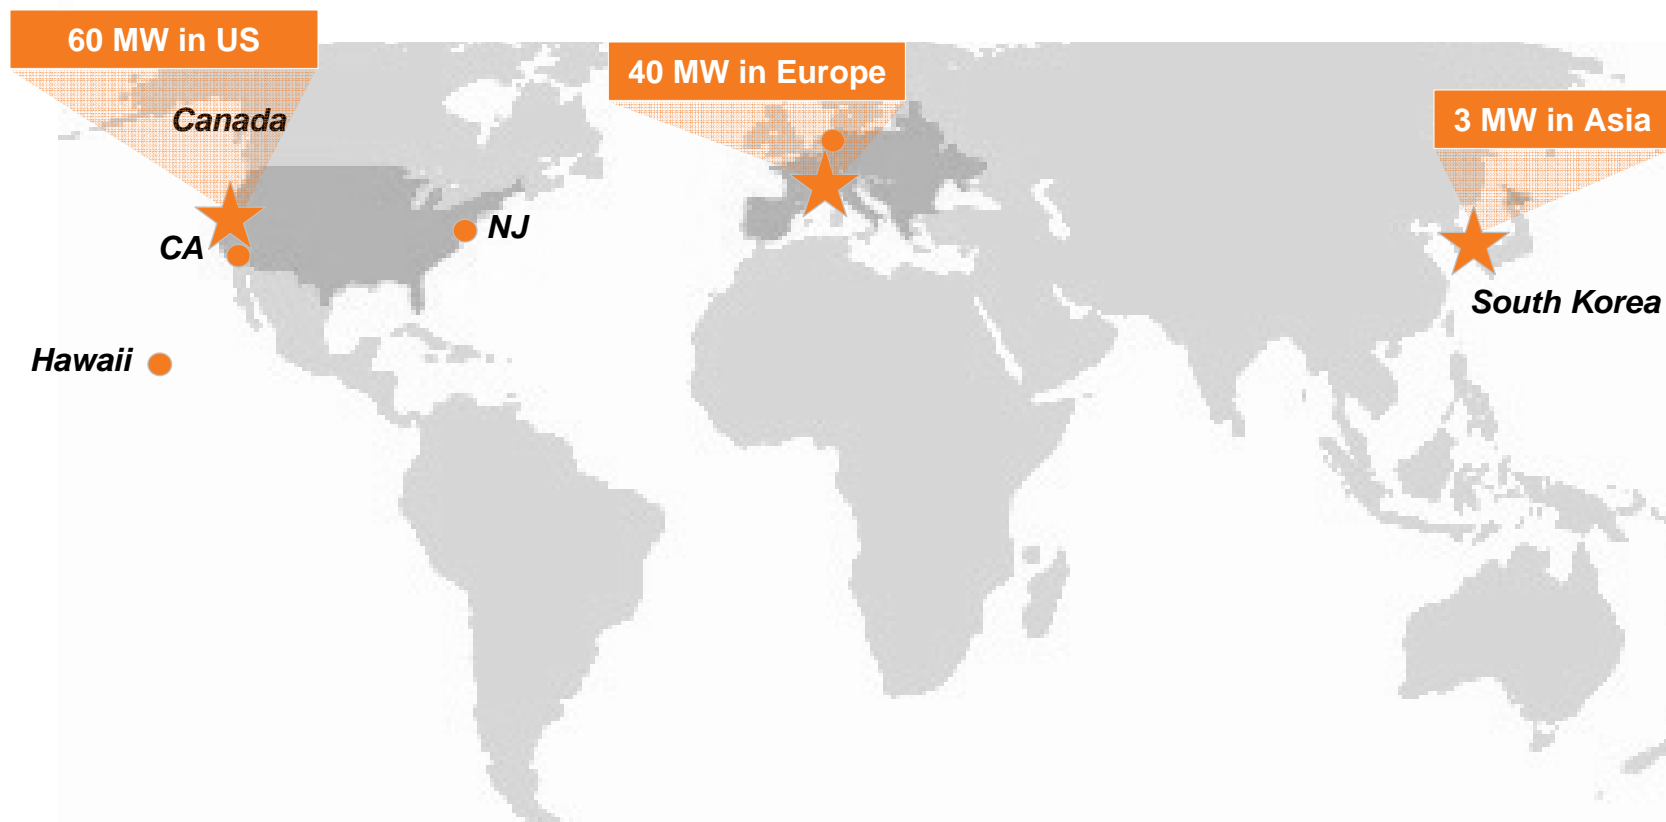 60 MW in US
40 MW in Europe
3 MW in Asia
Canada
CA
NJ
South Korea
Hawaii